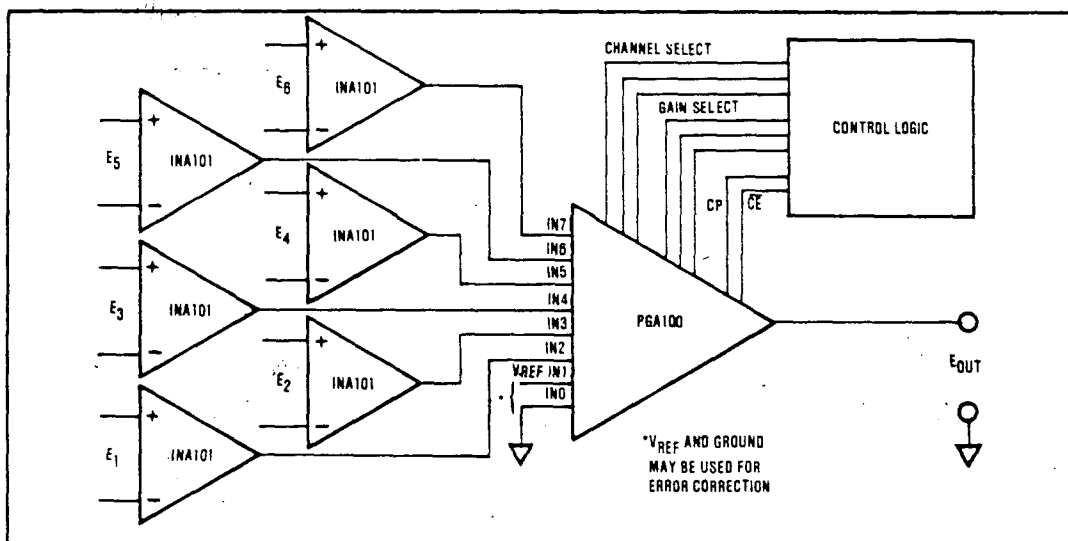 E6
+
INA101
−
E5
+
INA101
−
E4
+
INA101
−
E3
+
INA101
−
E2
+
INA101
−
E1
+
INA101
−
IN7
IN6
IN5
IN4
IN3
IN2
VREF IN1
IN0
PGA100
CHANNEL SELECT
GAIN SELECT
CP
C̅E̅
CONTROL LOGIC
EOUT
*VREF AND GROUND
MAY BE USED FOR
ERROR CORRECTION